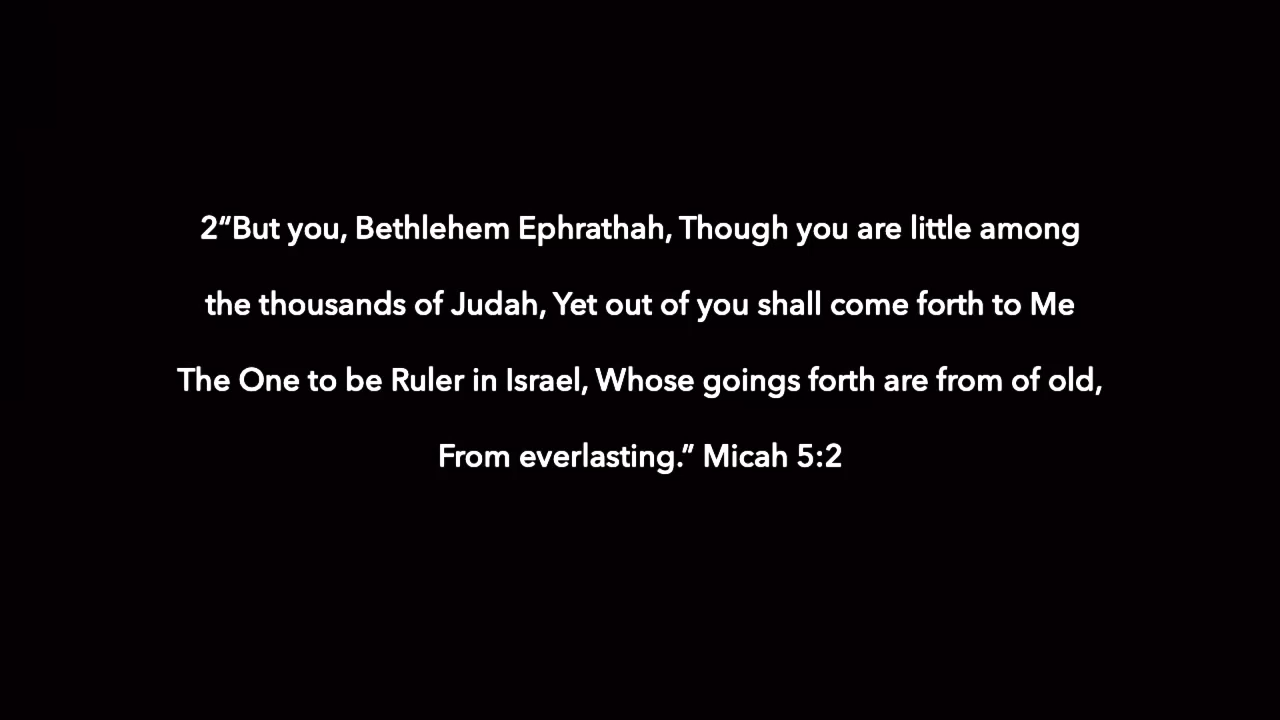 2”But you, Bethlehem Ephrathah, Though you are little among
the thousands of Judah, Yet out of you shall come forth to Me
The One to be Ruler in Israel, Whose goings forth are from of old,
From everlasting.” Micah 5:2